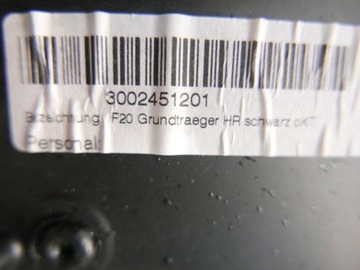 3002451201
Bezeichnung: F20 Grundtraeger HR schwarz oKT
Personal: